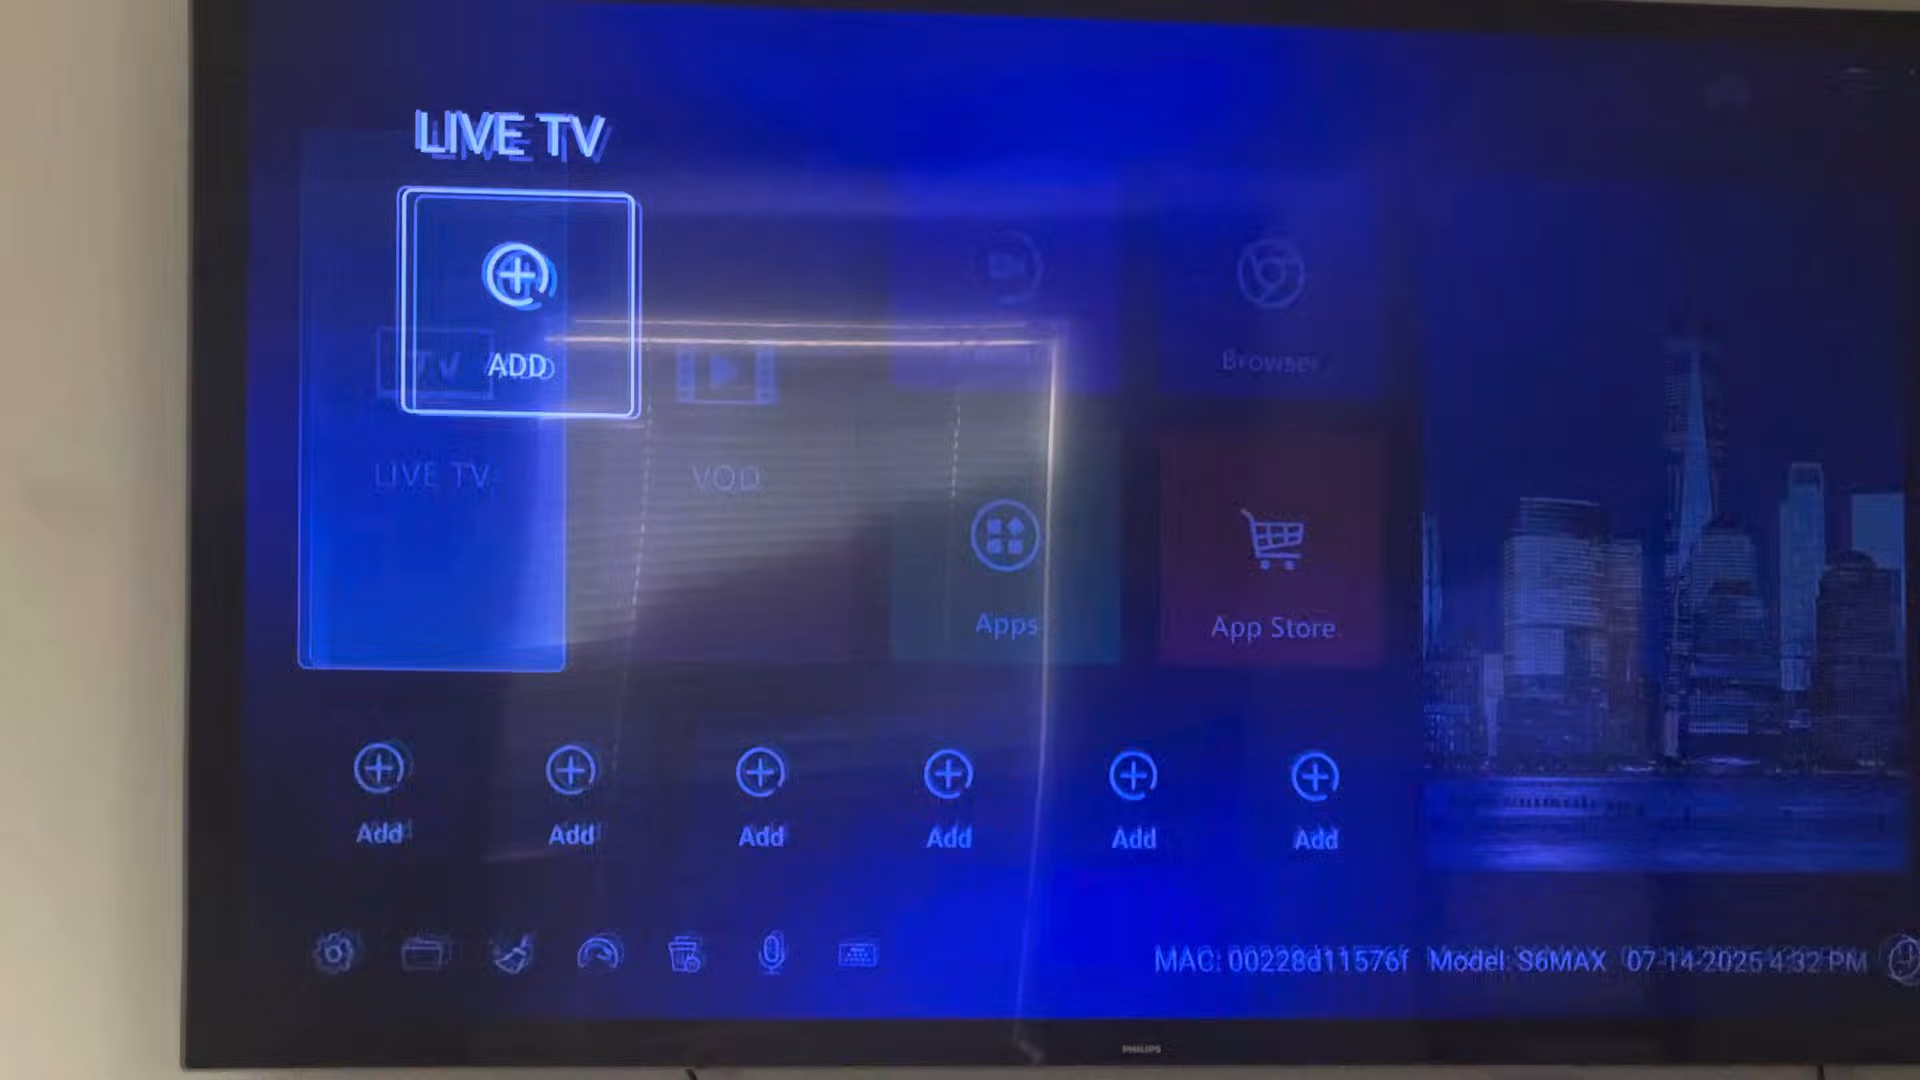 LIVE TV
ADD
TV
LIVE TV
VOD
Browser
Apps
App Store
Add
Add
Add
Add
Add
Add
MAC: 00228d11576f Model: S6MAX 07-14-2025 4:32 PM
PHILIPS